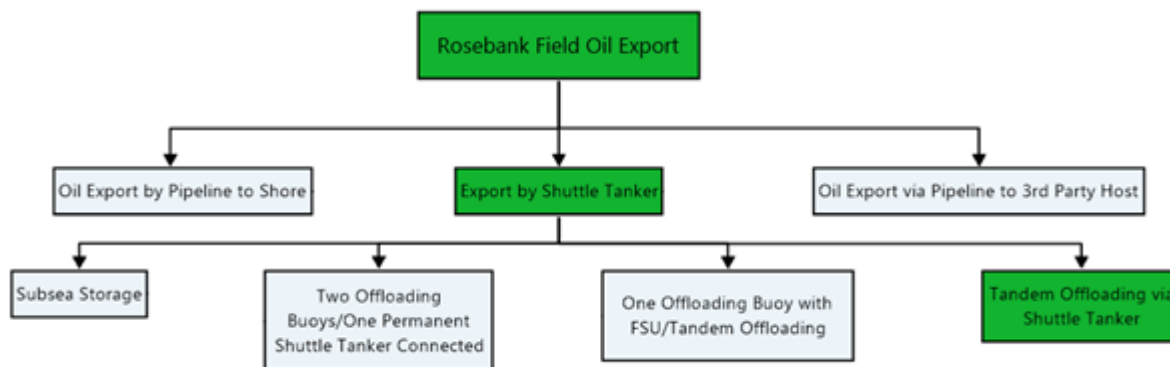 Rosebank Field Oil Export
Oil Export by Pipeline to Shore
Export by Shuttle Tanker
Oil Export via Pipeline to 3rd Party Host
Subsea Storage
Two Offloading
Buoys/One Permanent
Shuttle Tanker Connected
One Offloading Buoy with
FSU/Tandem Offloading
Tandem Offloading via
Shuttle Tanker